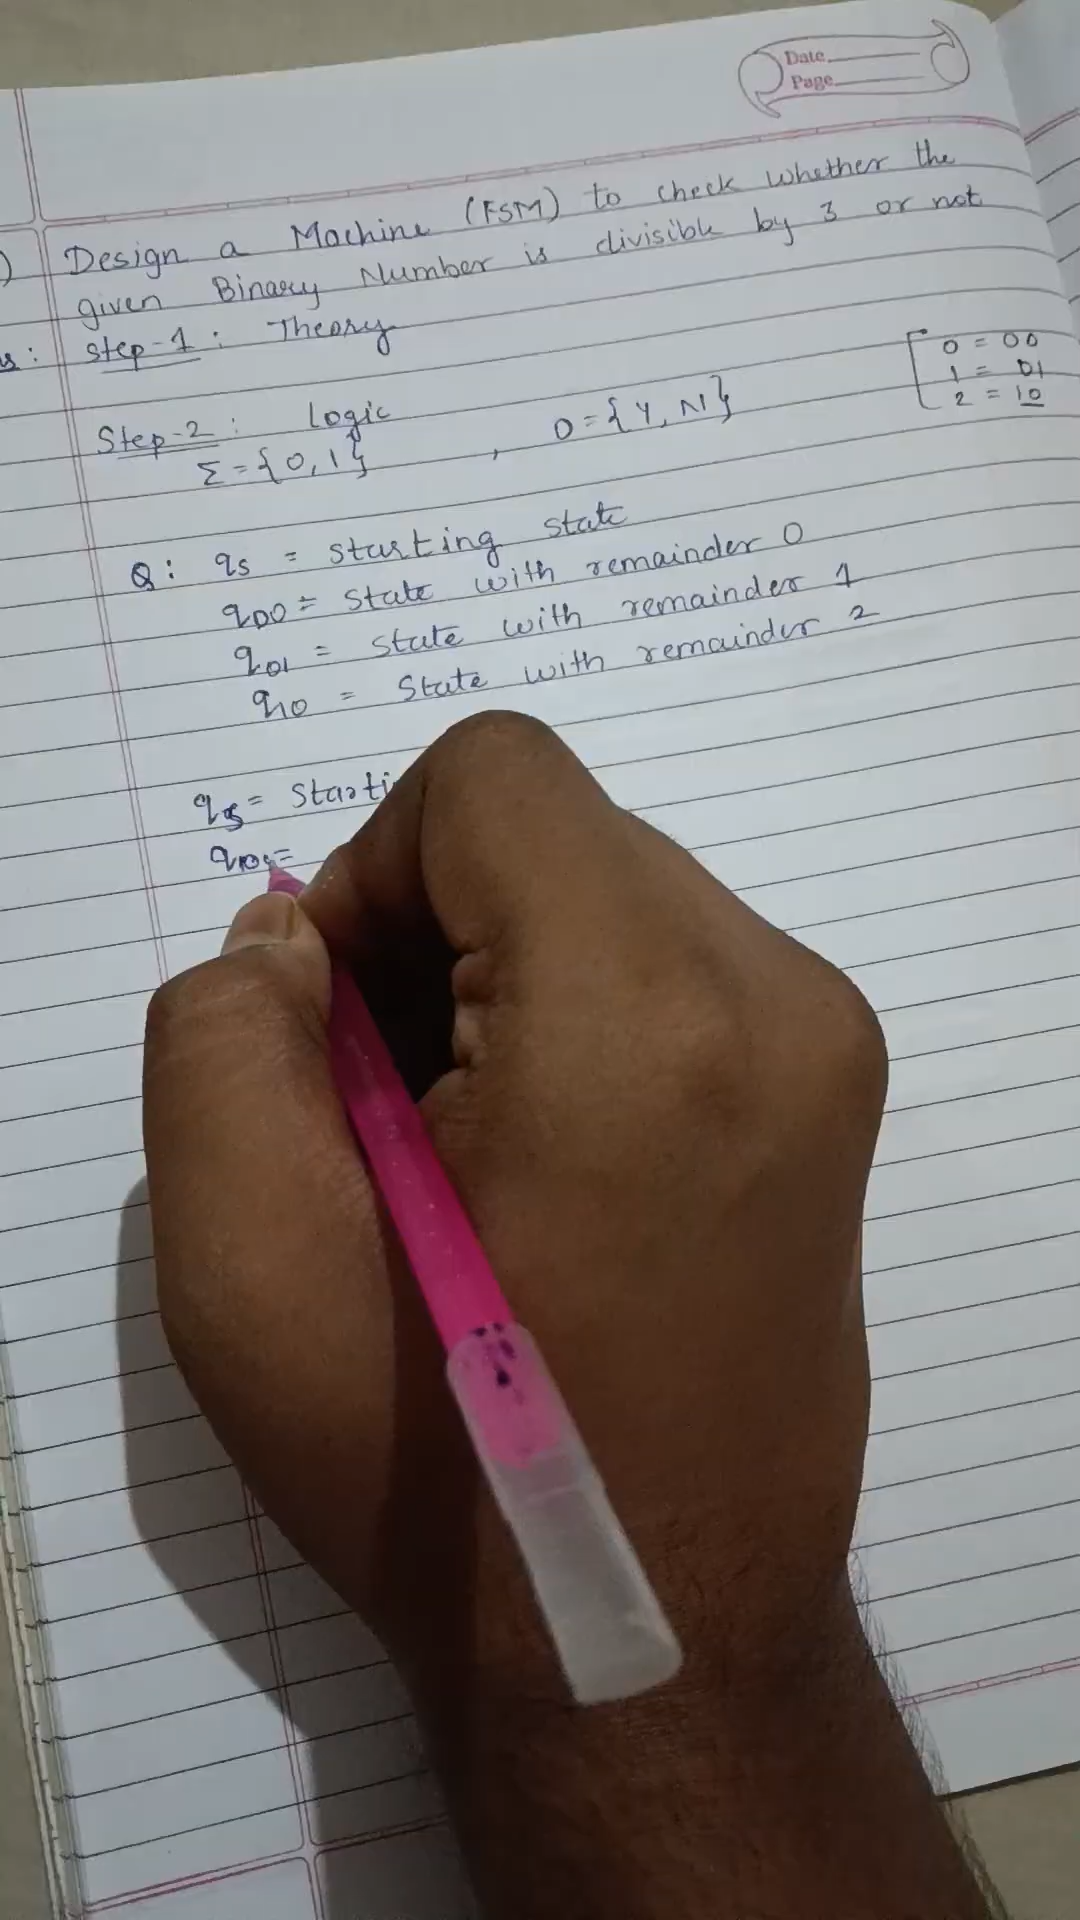 Date
Page
Design a Machine (FSM) to check whether the
given Binary Number is divisible by 3 or not
step-1: Theory
0 = 00
1 = 01
2 = 10
Step-2: Logic
Σ = {0,1} , O = {Y, N}
Q: qs = starting state
q00 = state with remainder 0
q01 = state with remainder 1
q10 = State with remainder 2
qs = Starti